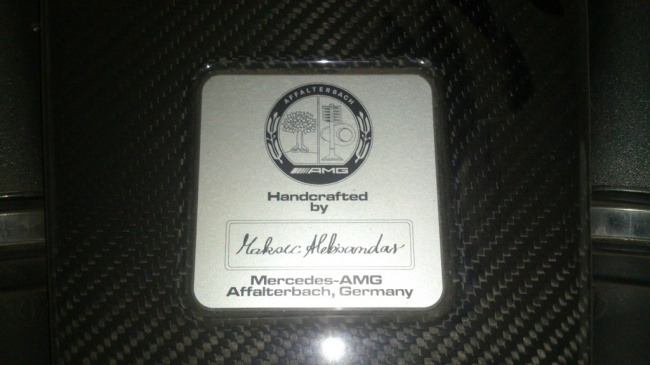 AFFALTERBACH
AMG
Handcrafted
by
Mercedes-AMG
Affalterbach, Germany